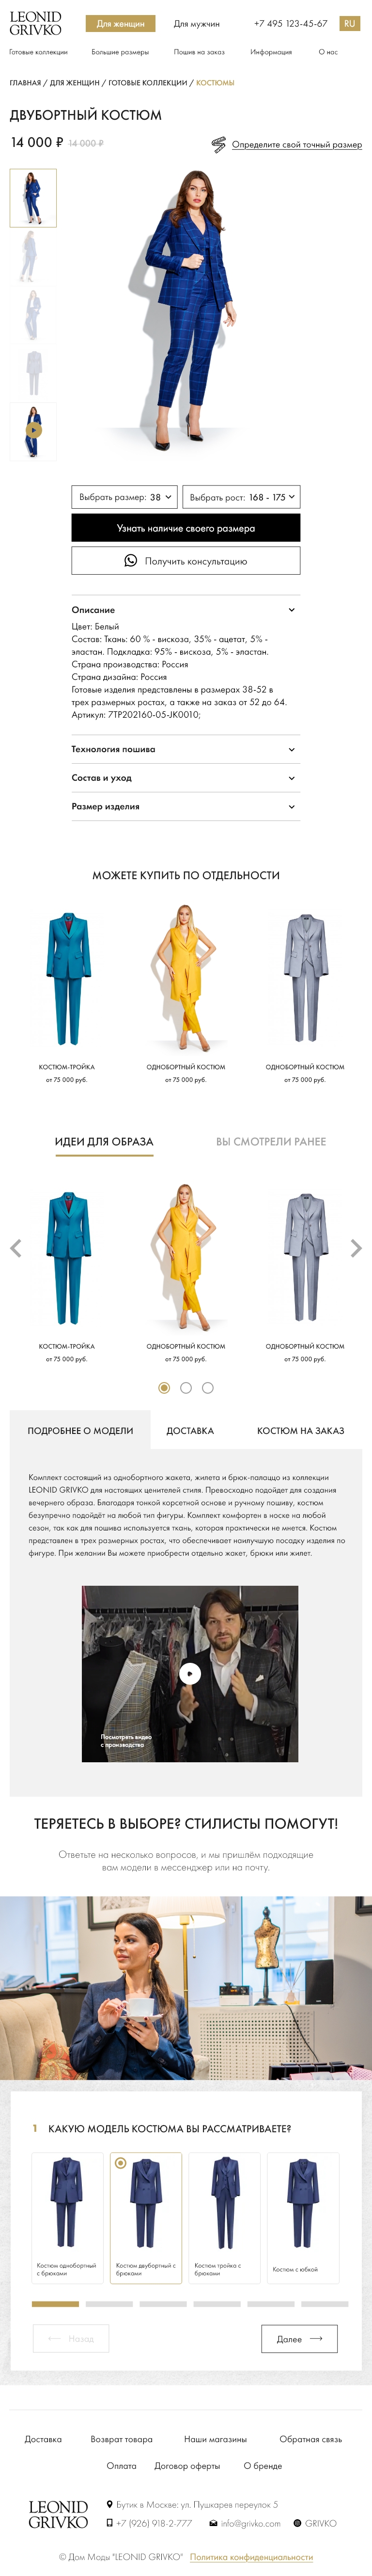 LEONID
GRIVKO
Для женщин
Для мужчин
+7 495 123-45-67
RU
Готовые коллекции
Большие размеры
Пошив на заказ
Информация
О нас
ГЛАВНАЯ / ДЛЯ ЖЕНЩИН / ГОТОВЫЕ КОЛЛЕКЦИИ / КОСТЮМЫ
ДВУБОРТНЫЙ КОСТЮМ
14 000 ₽ 14 000 ₽
Определите свой точный размер
Выбрать размер: 38
Выбрать рост: 168 - 175
Узнать наличие своего размера
Получить консультацию
Описание
Цвет: Белый
Состав: Ткань: 60 % - вискоза, 35% - ацетат, 5% -
эластан. Подкладка: 95% - вискоза, 5% - эластан.
Страна производства: Россия
Страна дизайна: Россия
Готовые изделия представлены в размерах 38-52 в
трех размерных ростах, а также на заказ от 52 до 64.
Артикул: 7ТР202160-05-JK0010;
Технология пошива
Состав и уход
Размер изделия
МОЖЕТЕ КУПИТЬ ПО ОТДЕЛЬНОСТИ
КОСТЮМ-ТРОЙКА
от 75 000 руб.
ОДНОБОРТНЫЙ КОСТЮМ
от 75 000 руб.
ОДНОБОРТНЫЙ КОСТЮМ
от 75 000 руб.
ИДЕИ ДЛЯ ОБРАЗА
ВЫ СМОТРЕЛИ РАНЕЕ
КОСТЮМ-ТРОЙКА
от 75 000 руб.
ОДНОБОРТНЫЙ КОСТЮМ
от 75 000 руб.
ОДНОБОРТНЫЙ КОСТЮМ
от 75 000 руб.
ПОДРОБНЕЕ О МОДЕЛИ
ДОСТАВКА
КОСТЮМ НА ЗАКАЗ
Комплект состоящий из однобортного жакета, жилета и брюк-палаццо из коллекции
LEONID GRIVKO для настоящих ценителей стиля. Превосходно подойдет для создания
вечернего образа. Благодаря тонкой корсетной основе и ручному пошиву, костюм
безупречно подойдёт на любой тип фигуры. Комплект комфортен в носке на любой
сезон, так как для пошива используется ткань, которая практически не мнется. Костюм
представлен в трех размерных ростах, что обеспечивает наилучшую посадку изделия по
фигуре. При желании Вы можете приобрести отдельно жакет, брюки или жилет.
Посмотреть видео
с производства
ТЕРЯЕТЕСЬ В ВЫБОРЕ? СТИЛИСТЫ ПОМОГУТ!
Ответьте на несколько вопросов, и мы пришлём подходящие
вам модели в мессенджер или на почту.
1 КАКУЮ МОДЕЛЬ КОСТЮМА ВЫ РАССМАТРИВАЕТЕ?
Костюм однобортный
с брюками
Костюм двубортный с
брюками
Костюм тройка с
брюками
Костюм с юбкой
Назад
Далее
Доставка
Возврат товара
Наши магазины
Обратная связь
Оплата
Договор оферты
О бренде
LEONID
GRIVKO
Бутик в Москве: ул. Пушкарев переулок 5
+7 (926) 918-2-777
info@grivko.com
GRIVKO
© Дом Моды "LEONID GRIVKO"
Политика конфиденциальности